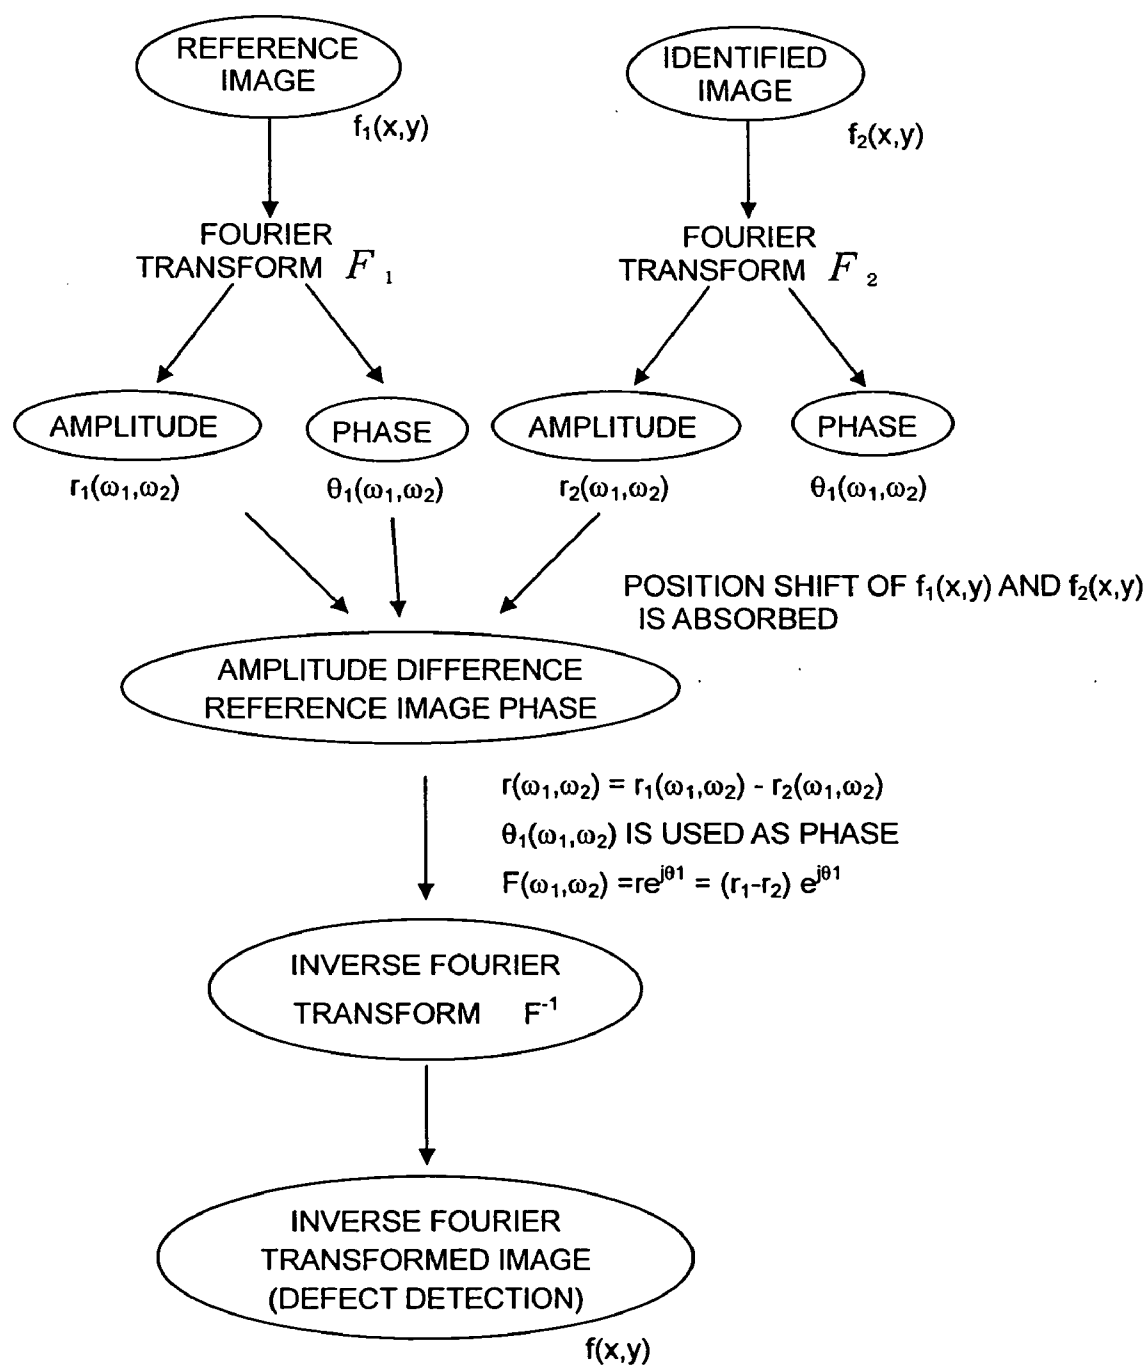 REFERENCE
IMAGE
f₁(x,y)
IDENTIFIED
IMAGE
f₂(x,y)
FOURIER
TRANSFORM F ₁
FOURIER
TRANSFORM F ₂
AMPLITUDE
r₁(ω₁,ω₂)
PHASE
θ₁(ω₁,ω₂)
AMPLITUDE
r₂(ω₁,ω₂)
PHASE
θ₁(ω₁,ω₂)
POSITION SHIFT OF f₁(x,y) AND f₂(x,y)
IS ABSORBED
AMPLITUDE DIFFERENCE
REFERENCE IMAGE PHASE
r(ω₁,ω₂) = r₁(ω₁,ω₂) - r₂(ω₁,ω₂)
θ₁(ω₁,ω₂) IS USED AS PHASE
F(ω₁,ω₂) =re^jθ1 = (r₁-r₂) e^jθ1
INVERSE FOURIER
TRANSFORM F⁻¹
INVERSE FOURIER
TRANSFORMED IMAGE
(DEFECT DETECTION)
f(x,y)